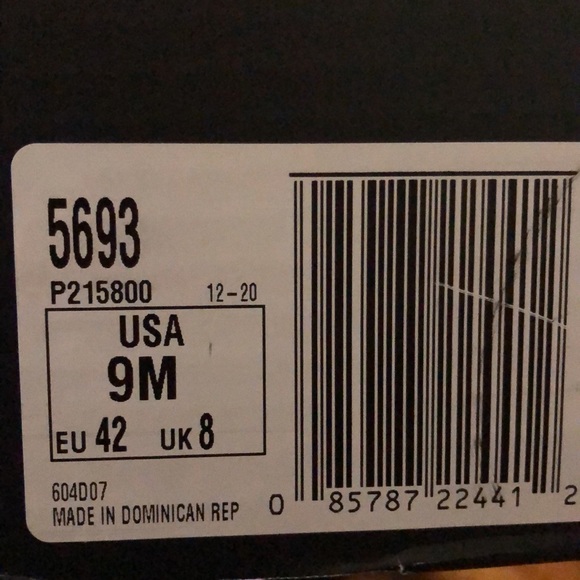 5693
P215800 12-20
USA
9M
EU 42 UK 8
604D07
MADE IN DOMINICAN REP
0 85787 22441 2